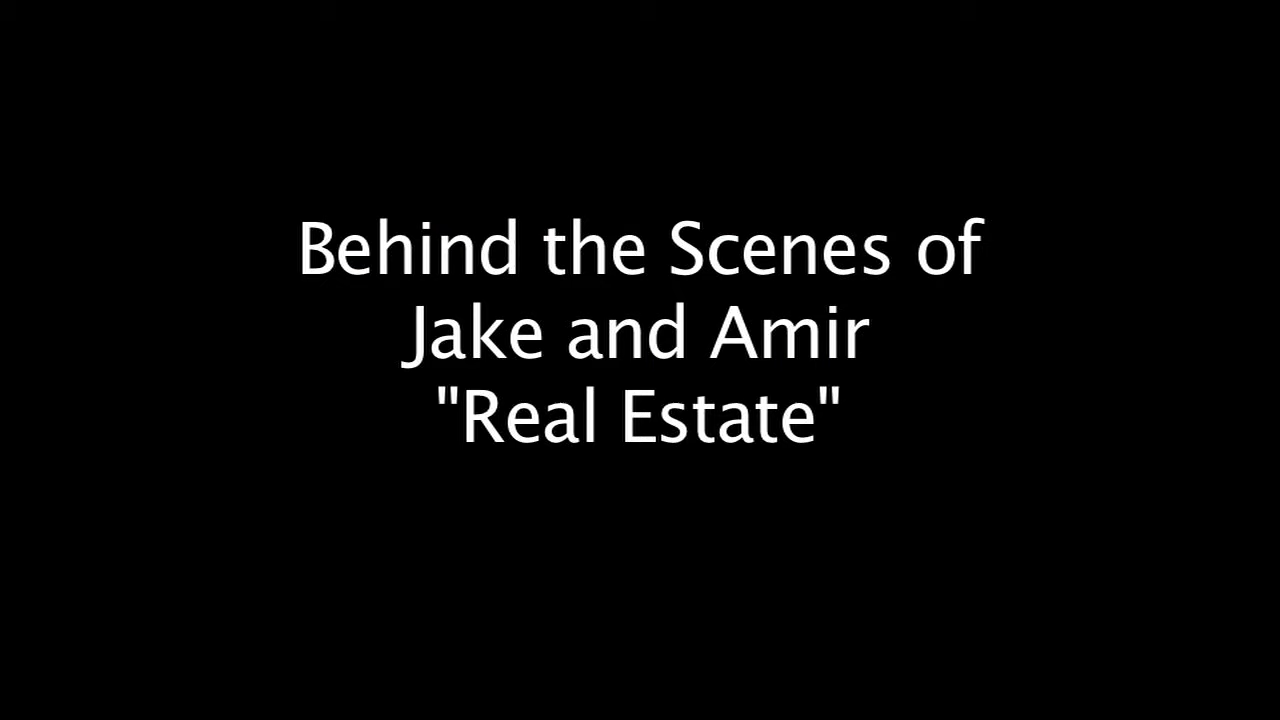 Behind the Scenes of
Jake and Amir
"Real Estate"